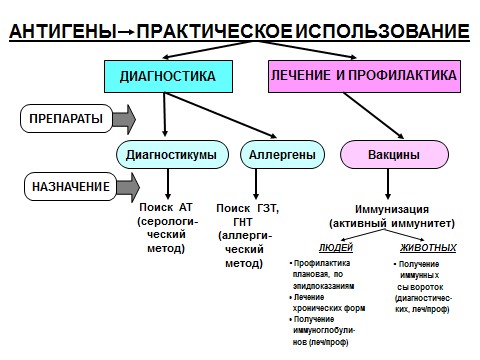 АНТИГЕНЫ→ПРАКТИЧЕСКОЕ ИСПОЛЬЗОВАНИЕ
ДИАГНОСТИКА
ЛЕЧЕНИЕ И ПРОФИЛАКТИКА
ПРЕПАРАТЫ
Диагностикумы
Аллергены
Вакцины
НАЗНАЧЕНИЕ
Поиск АТ
(серологи-
ческий
метод)
Поиск ГЗТ,
ГНТ
(аллерги-
ческий
метод)
Иммунизация
(активный иммунитет)
ЛЮДЕЙ
• Профилактика
плановая, по
эпидпоказаниям
• Лечение
хронических форм
• Получение
иммуноглобули-
нов (леч/проф)
ЖИВОТНЫХ
• Получение
иммунных
сывороток
(диагностичес-
ких, леч/проф)